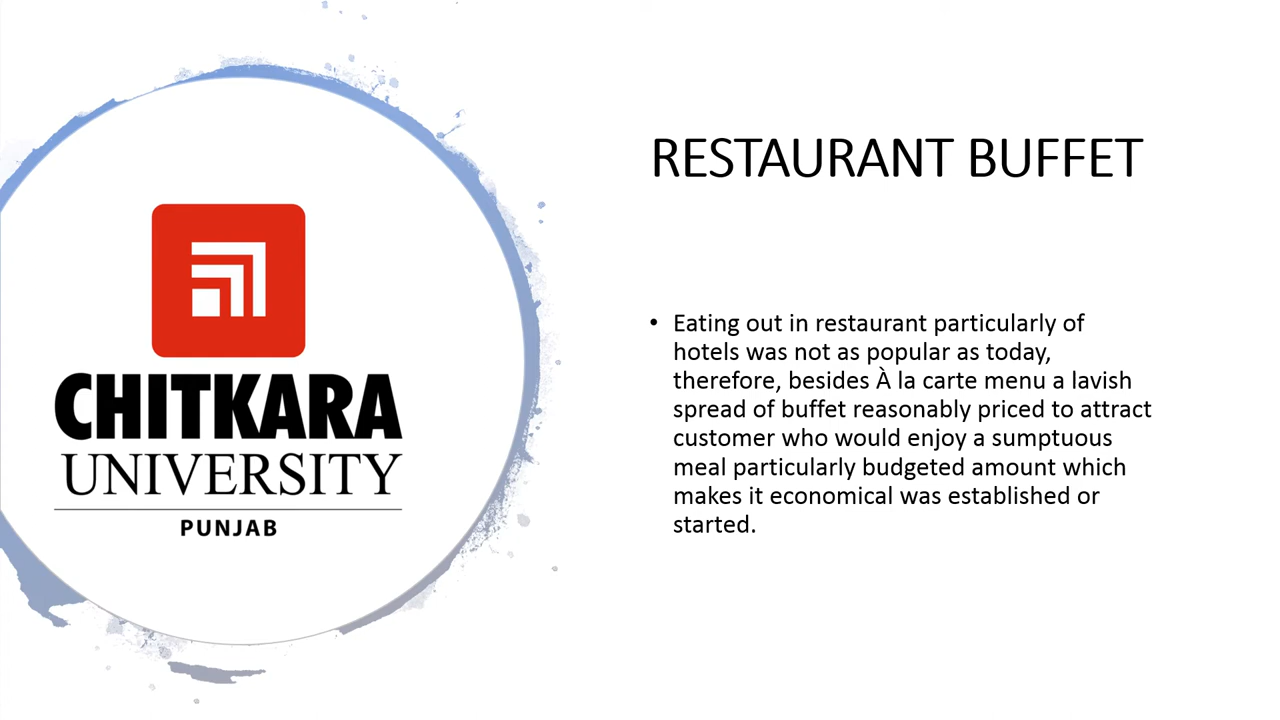 CHITKARA
UNIVERSITY
PUNJAB
RESTAURANT BUFFET
• Eating out in restaurant particularly of
hotels was not as popular as today,
therefore, besides À la carte menu a lavish
spread of buffet reasonably priced to attract
customer who would enjoy a sumptuous
meal particularly budgeted amount which
makes it economical was established or
started.